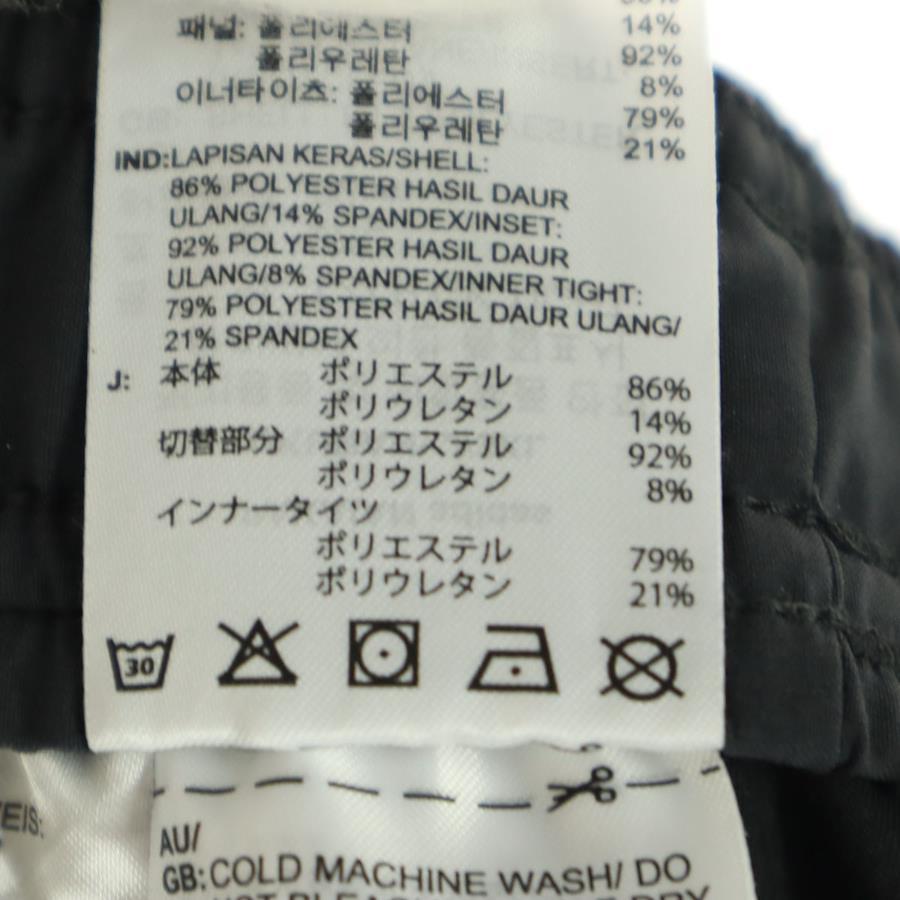 패널: 폴리에스터 14%
폴리우레탄 92%
이너타이츠: 폴리에스터 8%
폴리우레탄 79%
21%
IND:LAPISAN KERAS/SHELL:
86% POLYESTER HASIL DAUR
ULANG/14% SPANDEX/INSET:
92% POLYESTER HASIL DAUR
ULANG/8% SPANDEX/INNER TIGHT:
79% POLYESTER HASIL DAUR ULANG/
21% SPANDEX
J: 本体 ポリエステル 86%
ポリウレタン 14%
切替部分 ポリエステル 92%
ポリウレタン 8%
インナータイツ
ポリエステル 79%
ポリウレタン 21%
30
EIS:
AU/
GB:COLD MACHINE WASH/ DO
DRY